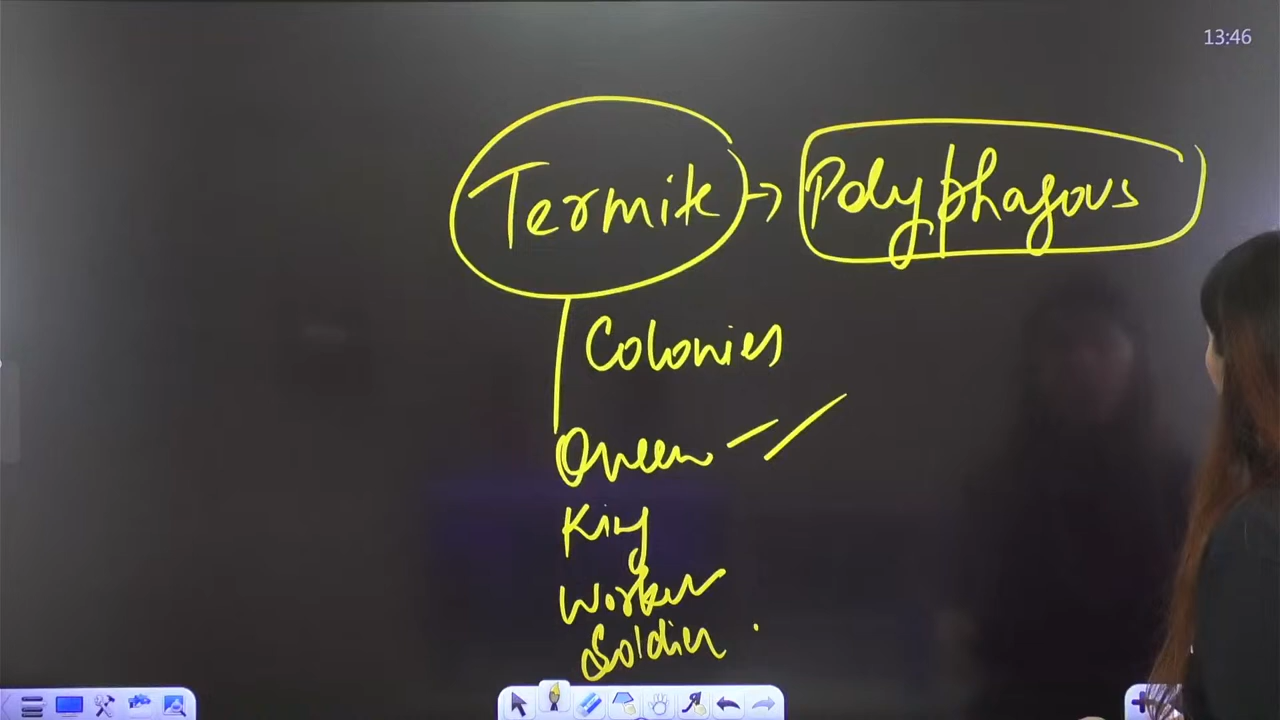 13:46
Termite → Polyphagous
Colonies
Queen
King
Worker
Soldier